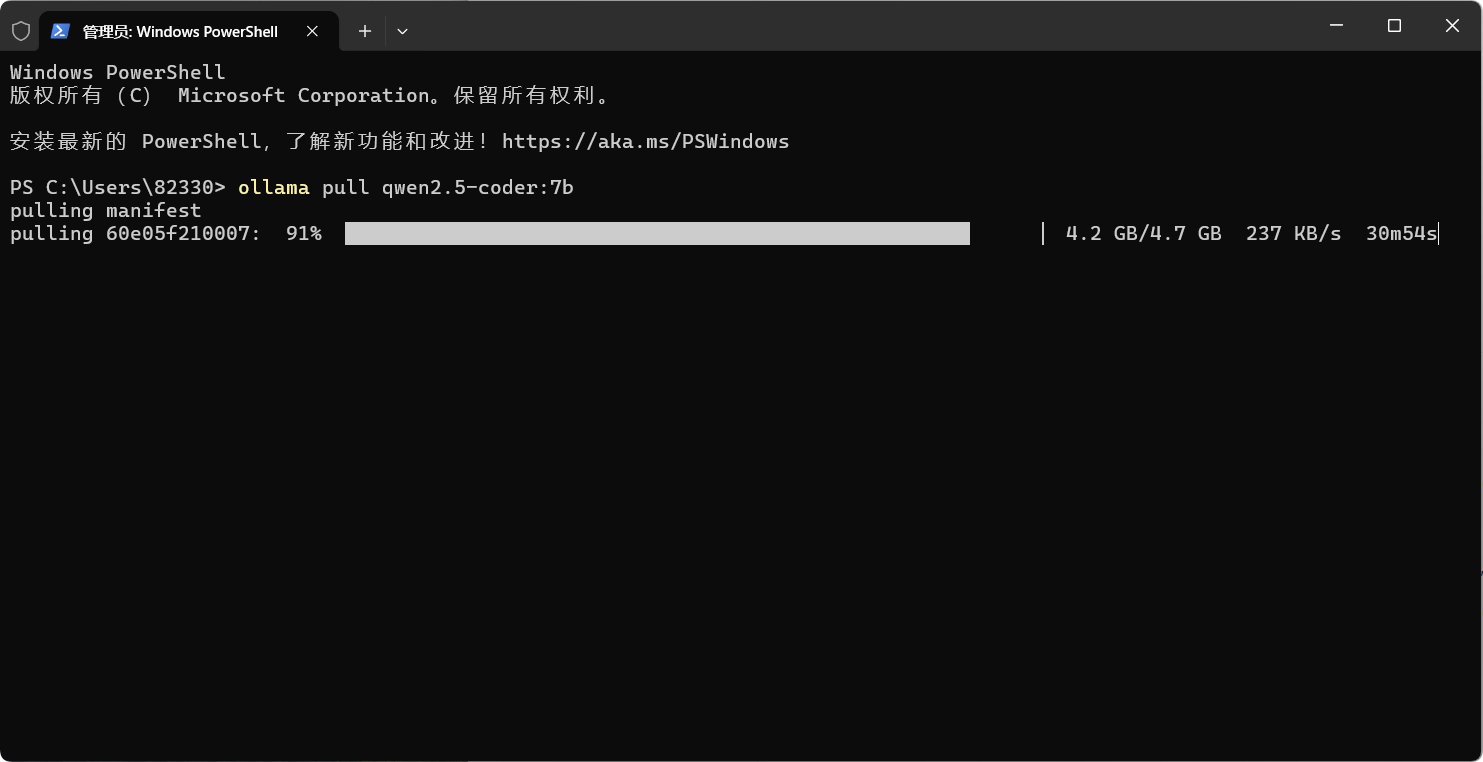 管理员: Windows PowerShell
Windows PowerShell
版权所有（C） Microsoft Corporation。保留所有权利。
安装最新的 PowerShell，了解新功能和改进！https://aka.ms/PSWindows
PS C:\Users\82330> ollama pull qwen2.5-coder:7b
pulling manifest
pulling 60e05f210007:  91% 4.2 GB/4.7 GB  237 KB/s  30m54s